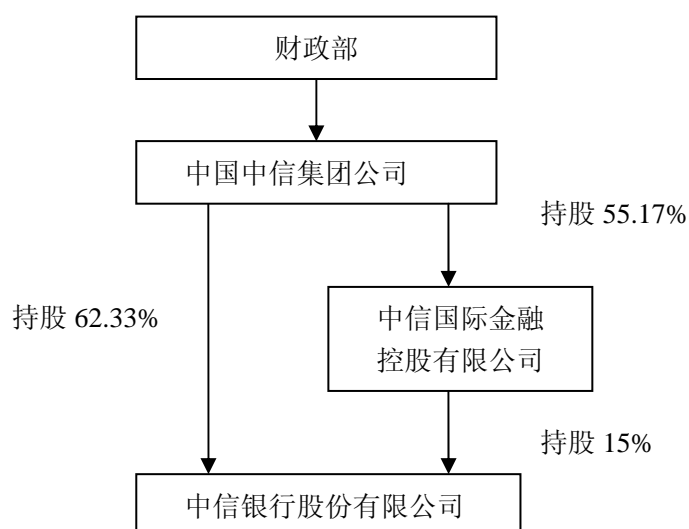 财政部
中国中信集团公司
持股 55.17%
持股 62.33%
中信国际金融
控股有限公司
持股 15%
中信银行股份有限公司